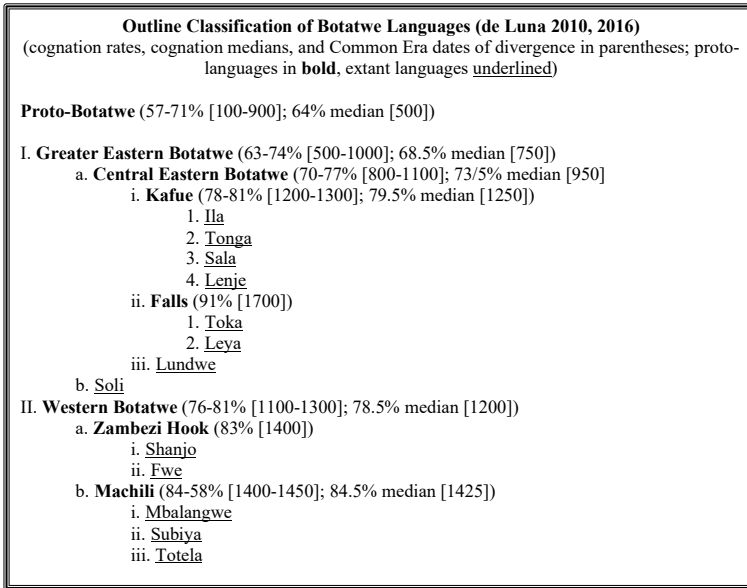 Outline Classification of Botatwe Languages (de Luna 2010, 2016)
(cognation rates, cognation medians, and Common Era dates of divergence in parentheses; proto-
languages in bold, extant languages underlined)
Proto-Botatwe (57-71% [100-900]; 64% median [500])
I. Greater Eastern Botatwe (63-74% [500-1000]; 68.5% median [750])
a. Central Eastern Botatwe (70-77% [800-1100]; 73/5% median [950]
i. Kafue (78-81% [1200-1300]; 79.5% median [1250])
1. Ila
2. Tonga
3. Sala
4. Lenje
ii. Falls (91% [1700])
1. Toka
2. Leya
iii. Lundwe
b. Soli
II. Western Botatwe (76-81% [1100-1300]; 78.5% median [1200])
a. Zambezi Hook (83% [1400])
i. Shanjo
ii. Fwe
b. Machili (84-58% [1400-1450]; 84.5% median [1425])
i. Mbalangwe
ii. Subiya
iii. Totela